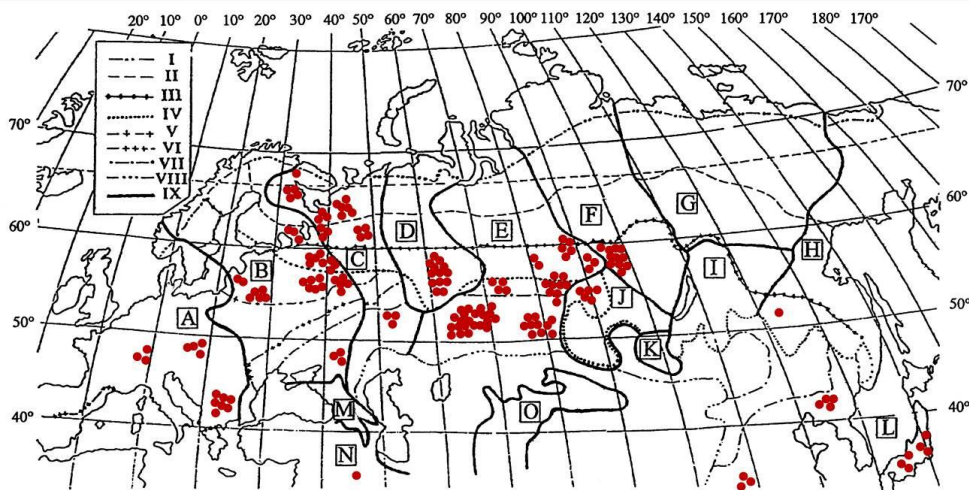 20° 10° 0° 10° 20° 30° 40° 50° 60° 70° 80° 90° 100° 110° 120° 130° 140° 150° 160° 170° 180° 170°
I
II
III
IV
V
VI
VII
VIII
IX
70°
70°
60°
60°
50°
50°
40°
40°
A
B
C
D
E
F
G
H
I
J
K
L
M
N
O